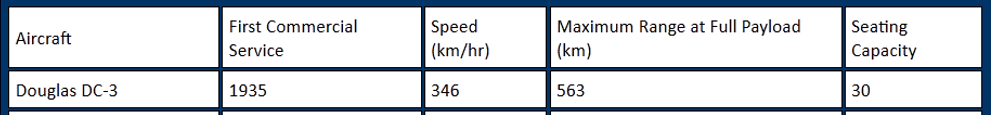 Aircraft
First Commercial
Service
Speed
(km/hr)
Maximum Range at Full Payload
(km)
Seating
Capacity
Douglas DC-3
1935
346
563
30